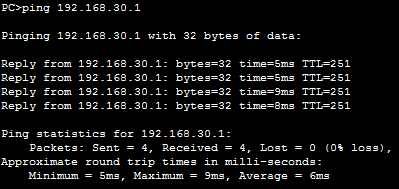 PC>ping 192.168.30.1
Pinging 192.168.30.1 with 32 bytes of data:
Reply from 192.168.30.1: bytes=32 time=5ms TTL=251
Reply from 192.168.30.1: bytes=32 time=5ms TTL=251
Reply from 192.168.30.1: bytes=32 time=9ms TTL=251
Reply from 192.168.30.1: bytes=32 time=8ms TTL=251
Ping statistics for 192.168.30.1:
    Packets: Sent = 4, Received = 4, Lost = 0 (0% loss),
Approximate round trip times in milli-seconds:
    Minimum = 5ms, Maximum = 9ms, Average = 6ms